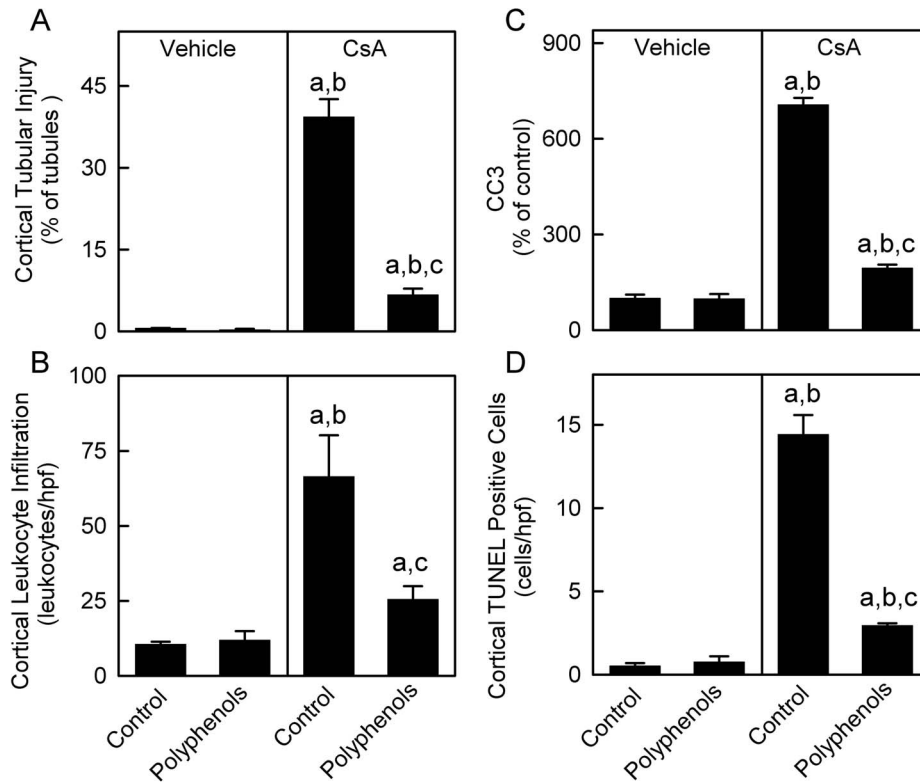 A
Vehicle
CsA
Cortical Tubular Injury
(% of tubules )
45
30
15
0
a,b
a,b,c
B
Cortical Leukocyte Infiltration
(leukocytes/hpf)
100
75
50
25
0
a,b
a,c
Control
Polyphenols
Control
Polyphenols
C
Vehicle
CsA
CC3
(% of control)
900
600
300
0
a,b
a,b,c
D
Cortical TUNEL Positive Cells
(cells/hpf)
15
10
5
0
a,b
a,b,c
Control
Polyphenols
Control
Polyphenols